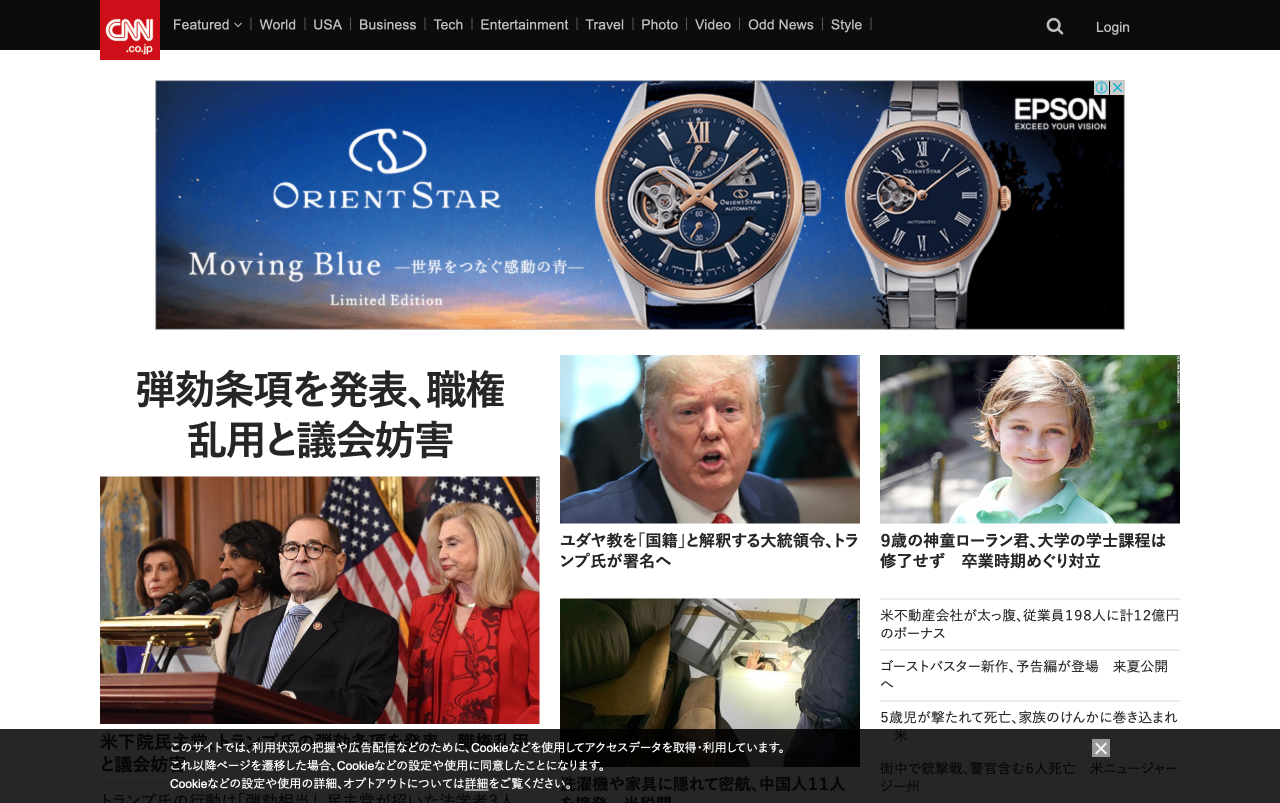 CNN
.co.jp
Featured
World
USA
Business
Tech
Entertainment
Travel
Photo
Video
Odd News
Style
Login
EPSON
EXCEED YOUR VISION
ORIENT STAR
Moving Blue —世界をつなぐ感動の青—
Limited Edition
弾劾条項を発表、職権
乱用と議会妨害
米下院民主党、トランプ氏の弾劾条項を発表 職権乱用
と議会妨害
トランプ氏の行動は「弾劾相当」、民主党が招いた法学者3人
ユダヤ教を「国籍」と解釈する大統領令、トラ
ンプ氏が署名へ
洗濯機や家具に隠れて密航、中国人11人
を摘発 米税関
9歳の神童ローラン君、大学の学士課程は
修了せず　卒業時期めぐり対立
米不動産会社が太っ腹、従業員198人に計12億円
のボーナス
ゴーストバスター新作、予告編が登場　来夏公開
へ
5歳児が撃たれて死亡、家族のけんかに巻き込まれ
米
街中で銃撃戦、警官含む6人死亡　米ニュージャー
ジー州
このサイトでは、利用状況の把握や広告配信などのために、Cookieなどを使用してアクセスデータを取得・利用しています。
これ以降ページを遷移した場合、Cookieなどの設定や使用に同意したことになります。
Cookieなどの設定や使用の詳細、オプトアウトについては詳細をご覧ください。